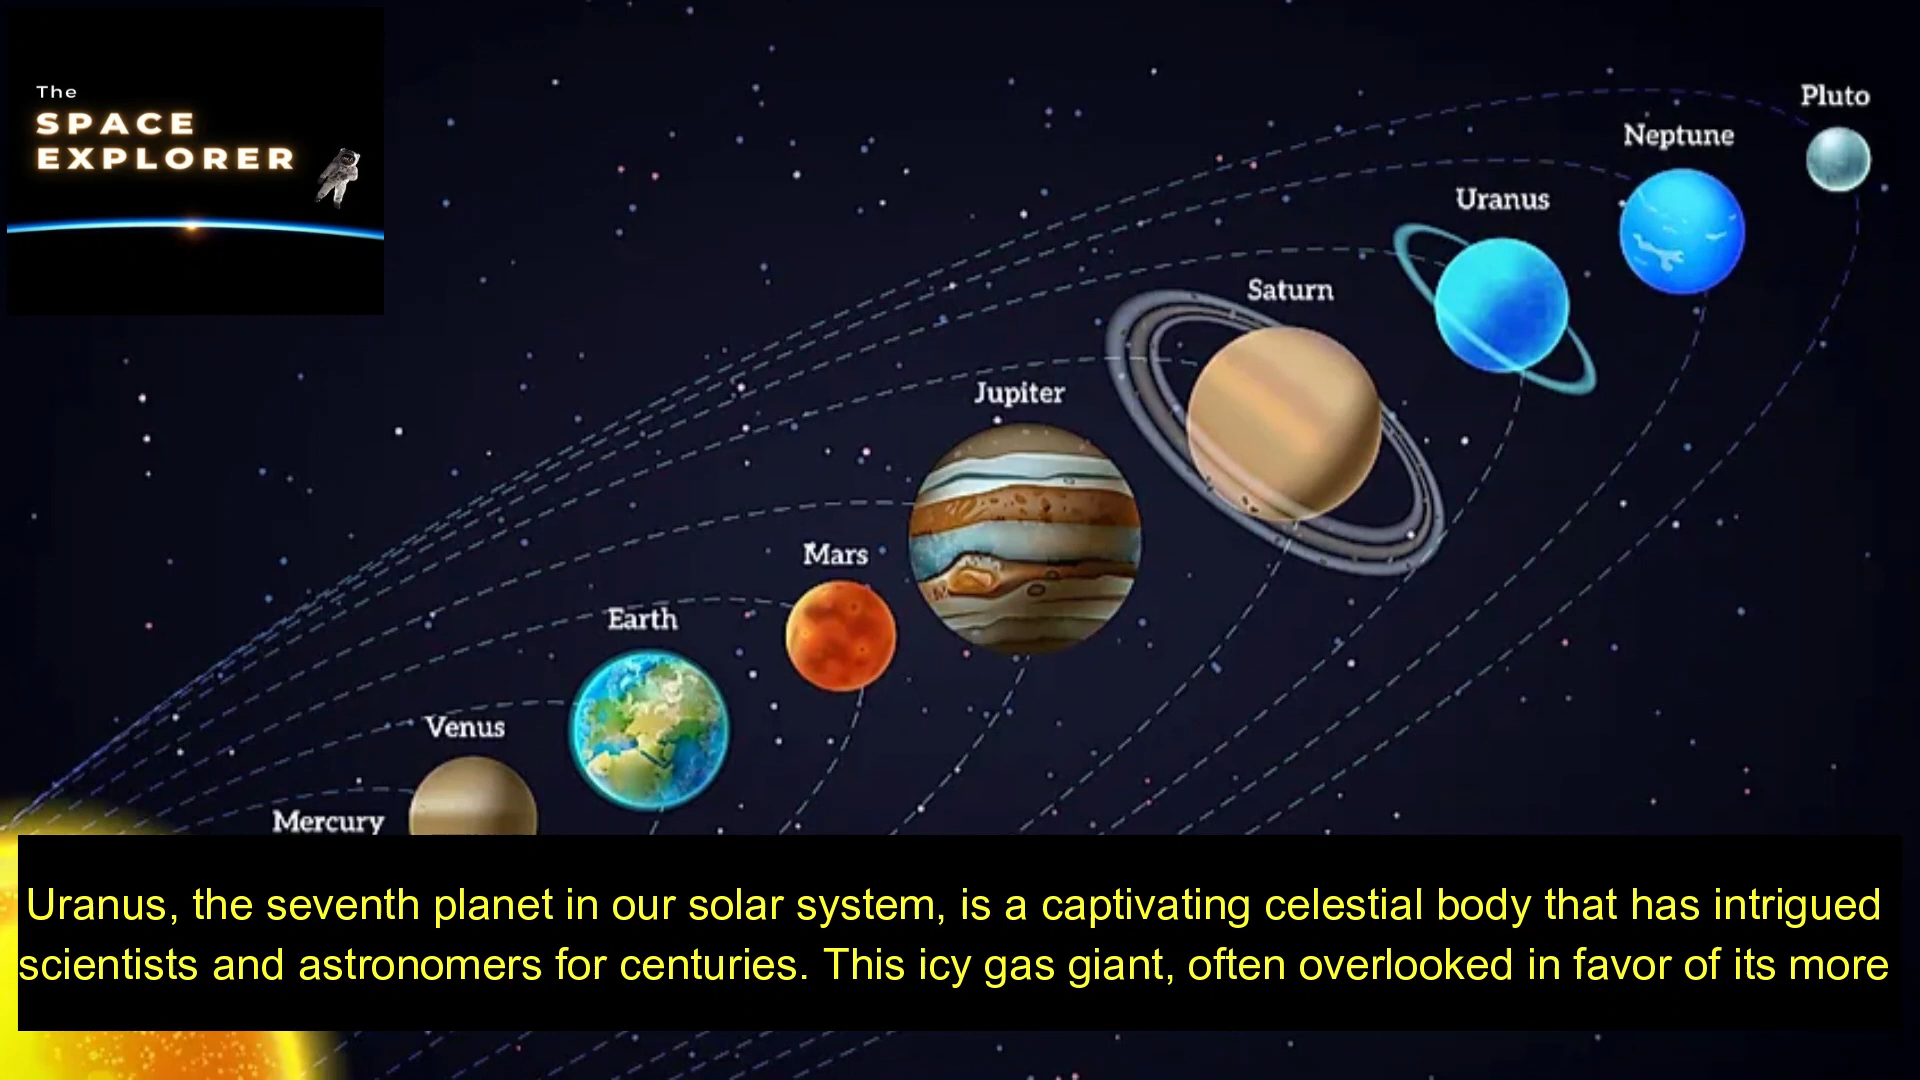 The
SPACE
EXPLORER
Pluto
Neptune
Uranus
Saturn
Jupiter
Mars
Earth
Venus
Mercury
Uranus, the seventh planet in our solar system, is a captivating celestial body that has intrigued
scientists and astronomers for centuries. This icy gas giant, often overlooked in favor of its more